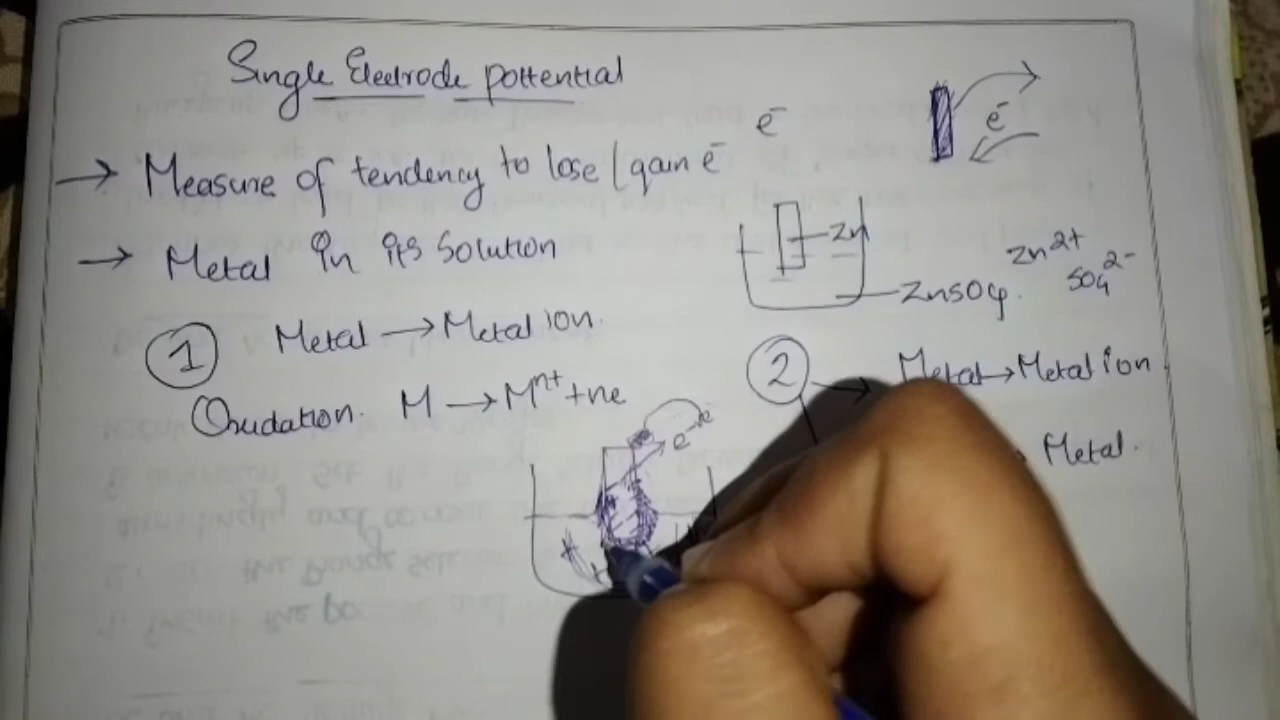 Single Electrode pottential
e⁻
e⁻
→ Measure of tendency to lose/gain e⁻
→ Metal in its Solution
Zn
ZnSO4
Zn²⁺
SO₄²⁻
① Metal → Metal ion.
Oxidation. M → Mⁿ⁺+ne
② → Metal → Metal ion
Metal.
e⁻